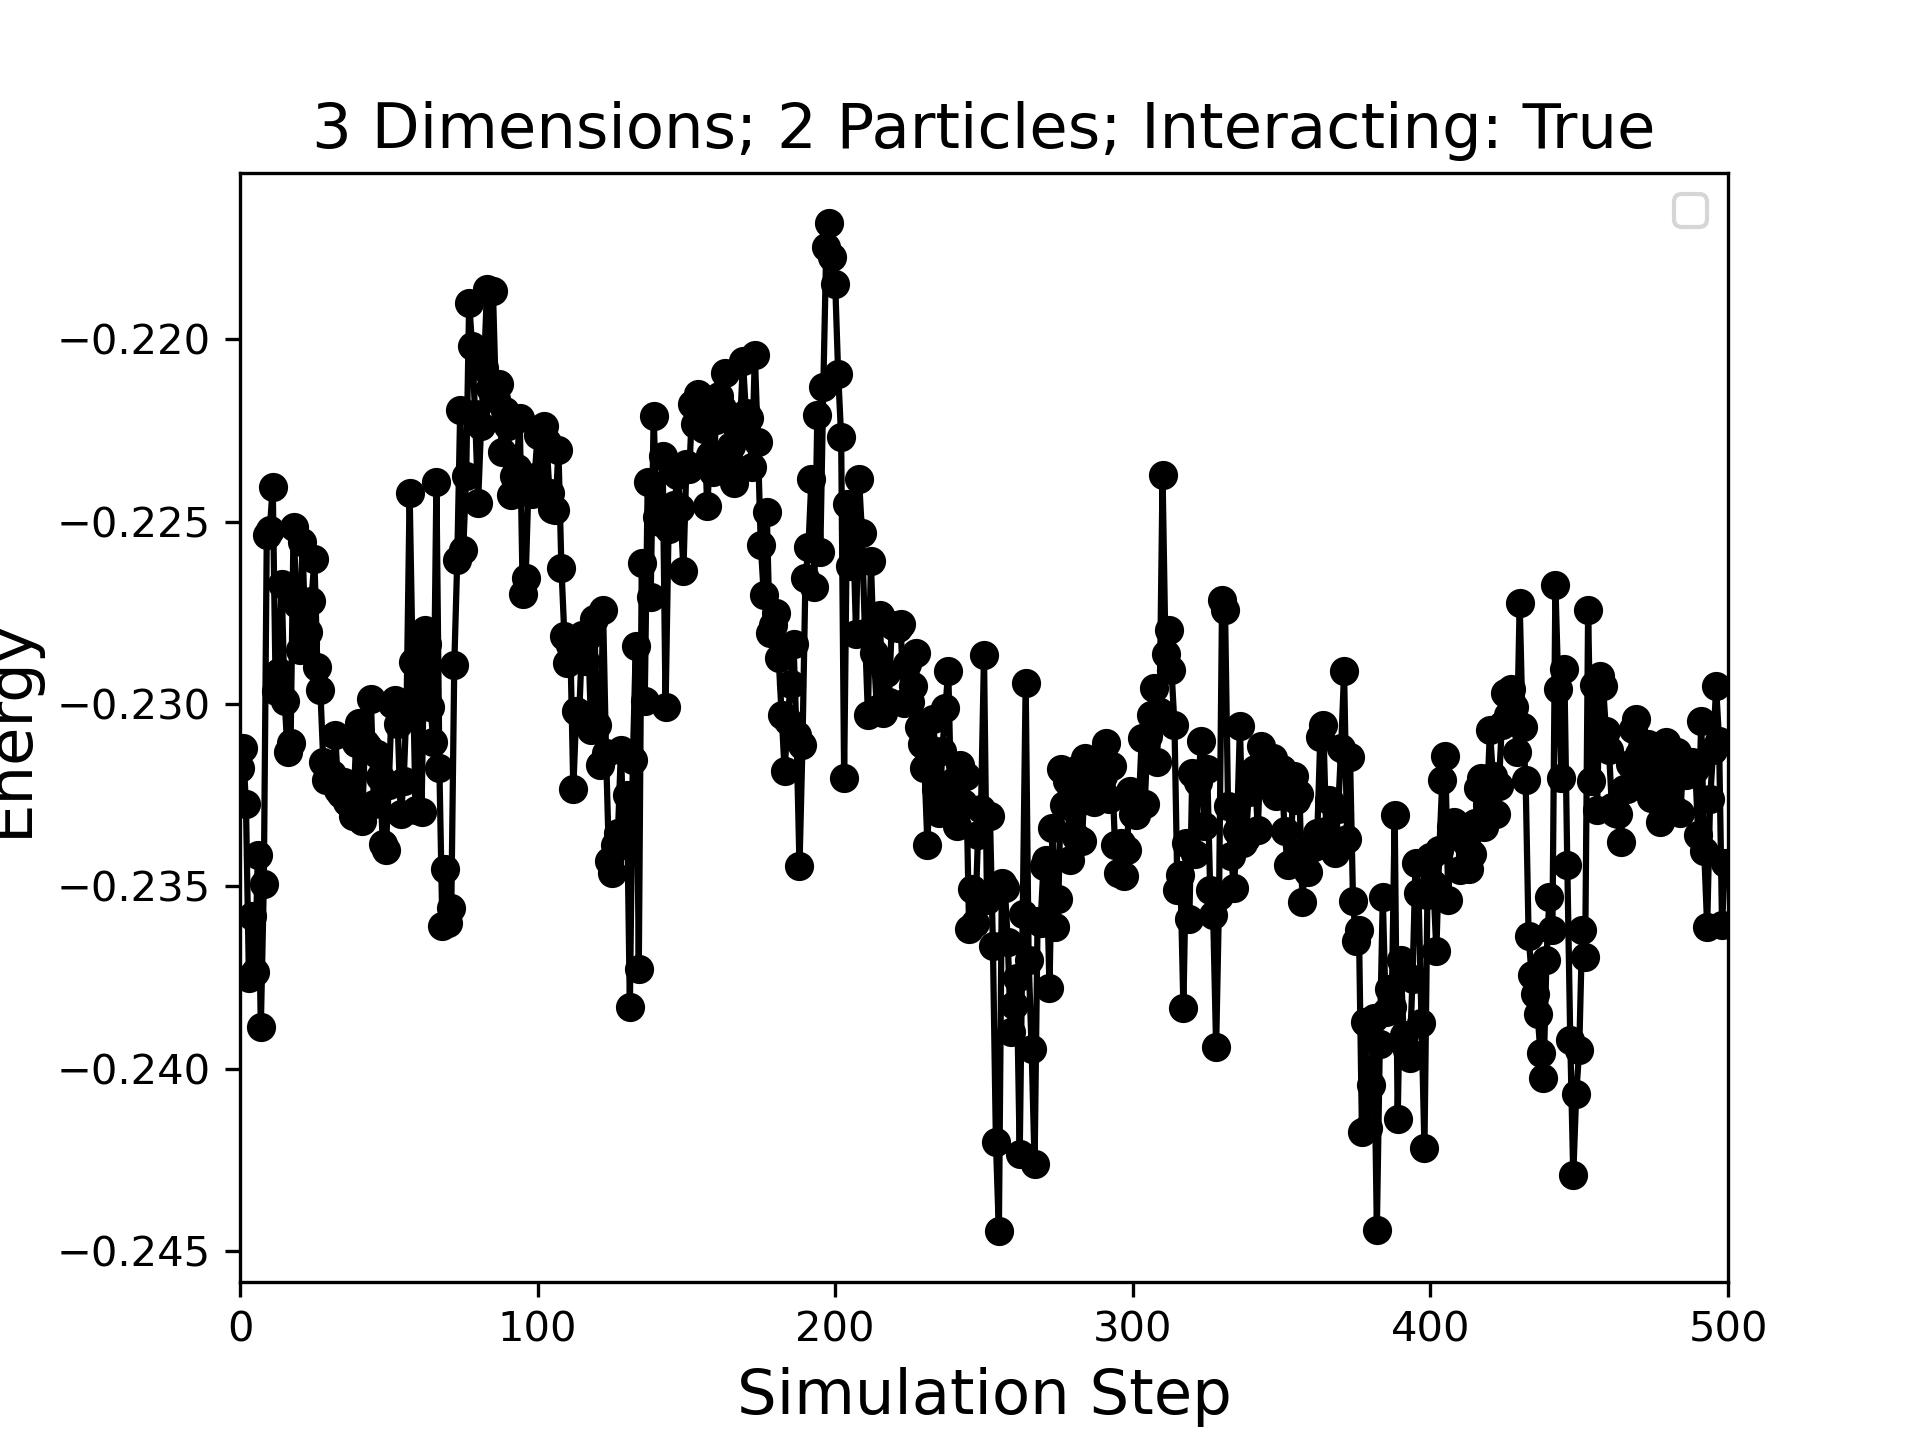 3 Dimensions; 2 Particles; Interacting: True
Energy
−0.220
−0.225
−0.230
−0.235
−0.240
−0.245
0 100 200 300 400 500
Simulation Step